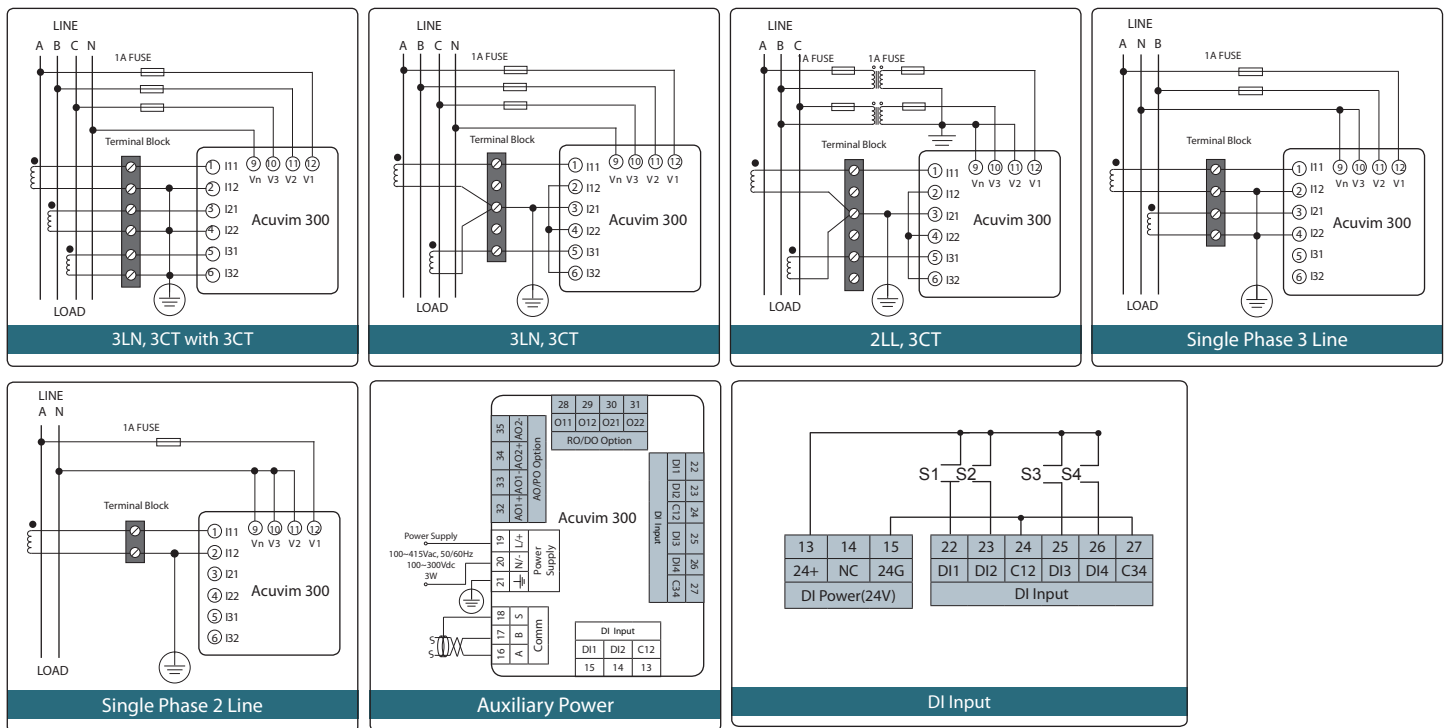 LINE
A B C N
1A FUSE
Terminal Block
1 I11
2 I12
3 I21
4 I22
5 I31
6 I32
9 10 11 12
Vn V3 V2 V1
Acuvim 300
LOAD
3LN, 3CT with 3CT
LINE
A B C N
1A FUSE
Terminal Block
1 I11
2 I12
3 I21
4 I22
5 I31
6 I32
9 10 11 12
Vn V3 V2 V1
Acuvim 300
LOAD
3LN, 3CT
LINE
A B C
1A FUSE 1A FUSE
Terminal Block
1 I11
2 I12
3 I21
4 I22
5 I31
6 I32
9 10 11 12
Vn V3 V2 V1
Acuvim 300
LOAD
2LL, 3CT
LINE
A N B
1A FUSE
Terminal Block
1 I11
2 I12
3 I21
4 I22
5 I31
6 I32
9 10 11 12
Vn V3 V2 V1
Acuvim 300
LOAD
Single Phase 3 Line
LINE
A N
1A FUSE
Terminal Block
1 I11
2 I12
3 I21
4 I22
5 I31
6 I32
9 10 11 12
Vn V3 V2 V1
Acuvim 300
LOAD
Single Phase 2 Line
28 29 30 31
O11 O12 O21 O22
RO/DO Option
35 AO2-
34 AO2+
33 AO1-
32 AO1+
AO/PO Option
22 DI1
23 DI2
24 C12
25 DI3
26 DI4
27 C34
DI Input
Acuvim 300
Power Supply
100~415Vac, 50/60Hz
100~300Vdc
3W
19 L/+
20 N/-
21
Power Supply
18 S
17 B
16 A
Comm
S
S
DI Input
DI1 DI2 C12
15 14 13
Auxiliary Power
S1 S2 S3 S4
13 14 15
24+ NC 24G
DI Power(24V)
22 23 24 25 26 27
DI1 DI2 C12 DI3 DI4 C34
DI Input
DI Input